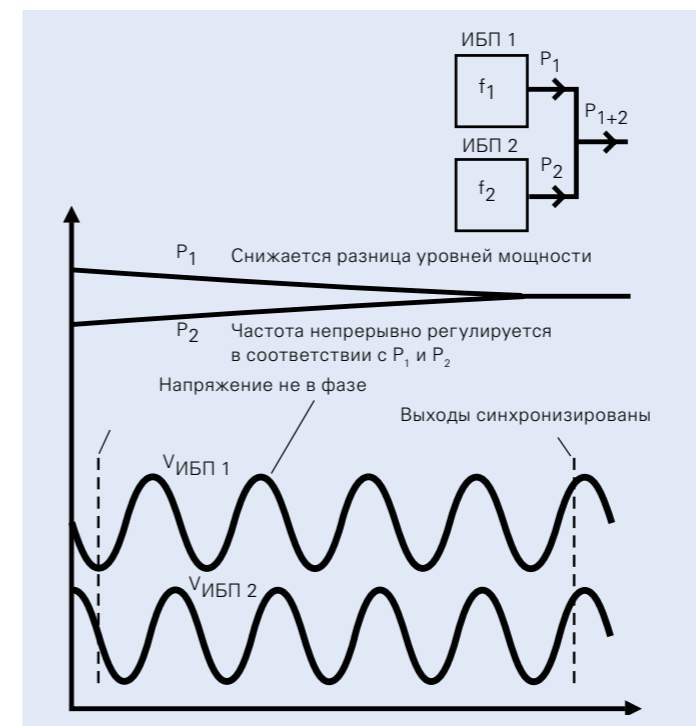 ИБП 1
f1
P1
P1+2
ИБП 2
f2
P2
P1
Снижается разница уровней мощности
P2
Частота непрерывно регулируется
в соответствии с P1 и P2
Напряжение не в фазе
Выходы синхронизированы
VИБП 1
VИБП 2